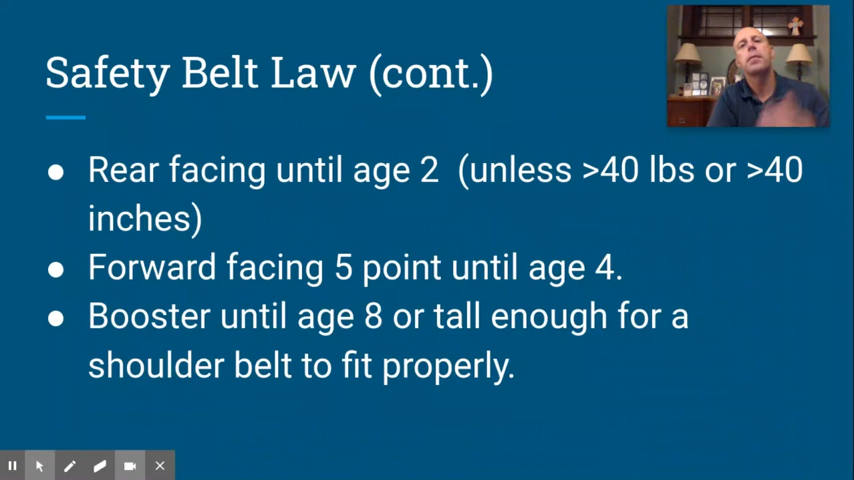 Safety Belt Law (cont.)
● Rear facing until age 2 (unless >40 lbs or >40
inches)
● Forward facing 5 point until age 4.
● Booster until age 8 or tall enough for a
shoulder belt to fit properly.